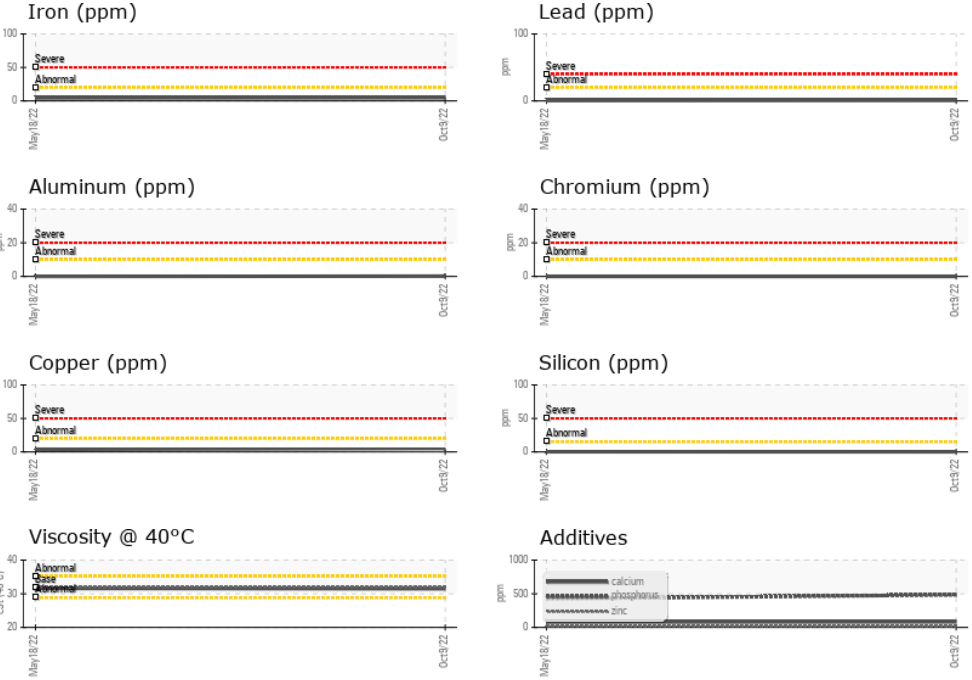 Iron (ppm)
100
50
0
Severe
Abnormal
May18/22
Oct9/22
Lead (ppm)
ppm
100
0
Severe
Abnormal
May18/22
Oct9/22
Aluminum (ppm)
ppm
40
20
0
Severe
Abnormal
May18/22
Oct9/22
Chromium (ppm)
ppm
40
20
0
Severe
Abnormal
May18/22
Oct9/22
Copper (ppm)
100
50
0
Severe
Abnormal
May18/22
Oct9/22
Silicon (ppm)
ppm
100
50
0
Severe
Abnormal
May18/22
Oct9/22
Viscosity @ 40°C
40
30
20
Abnormal
Base
Abnormal
May18/22
Oct9/22
Additives
ppm
1000
500
0
calcium
phosphorus
zinc
May18/22
Oct9/22